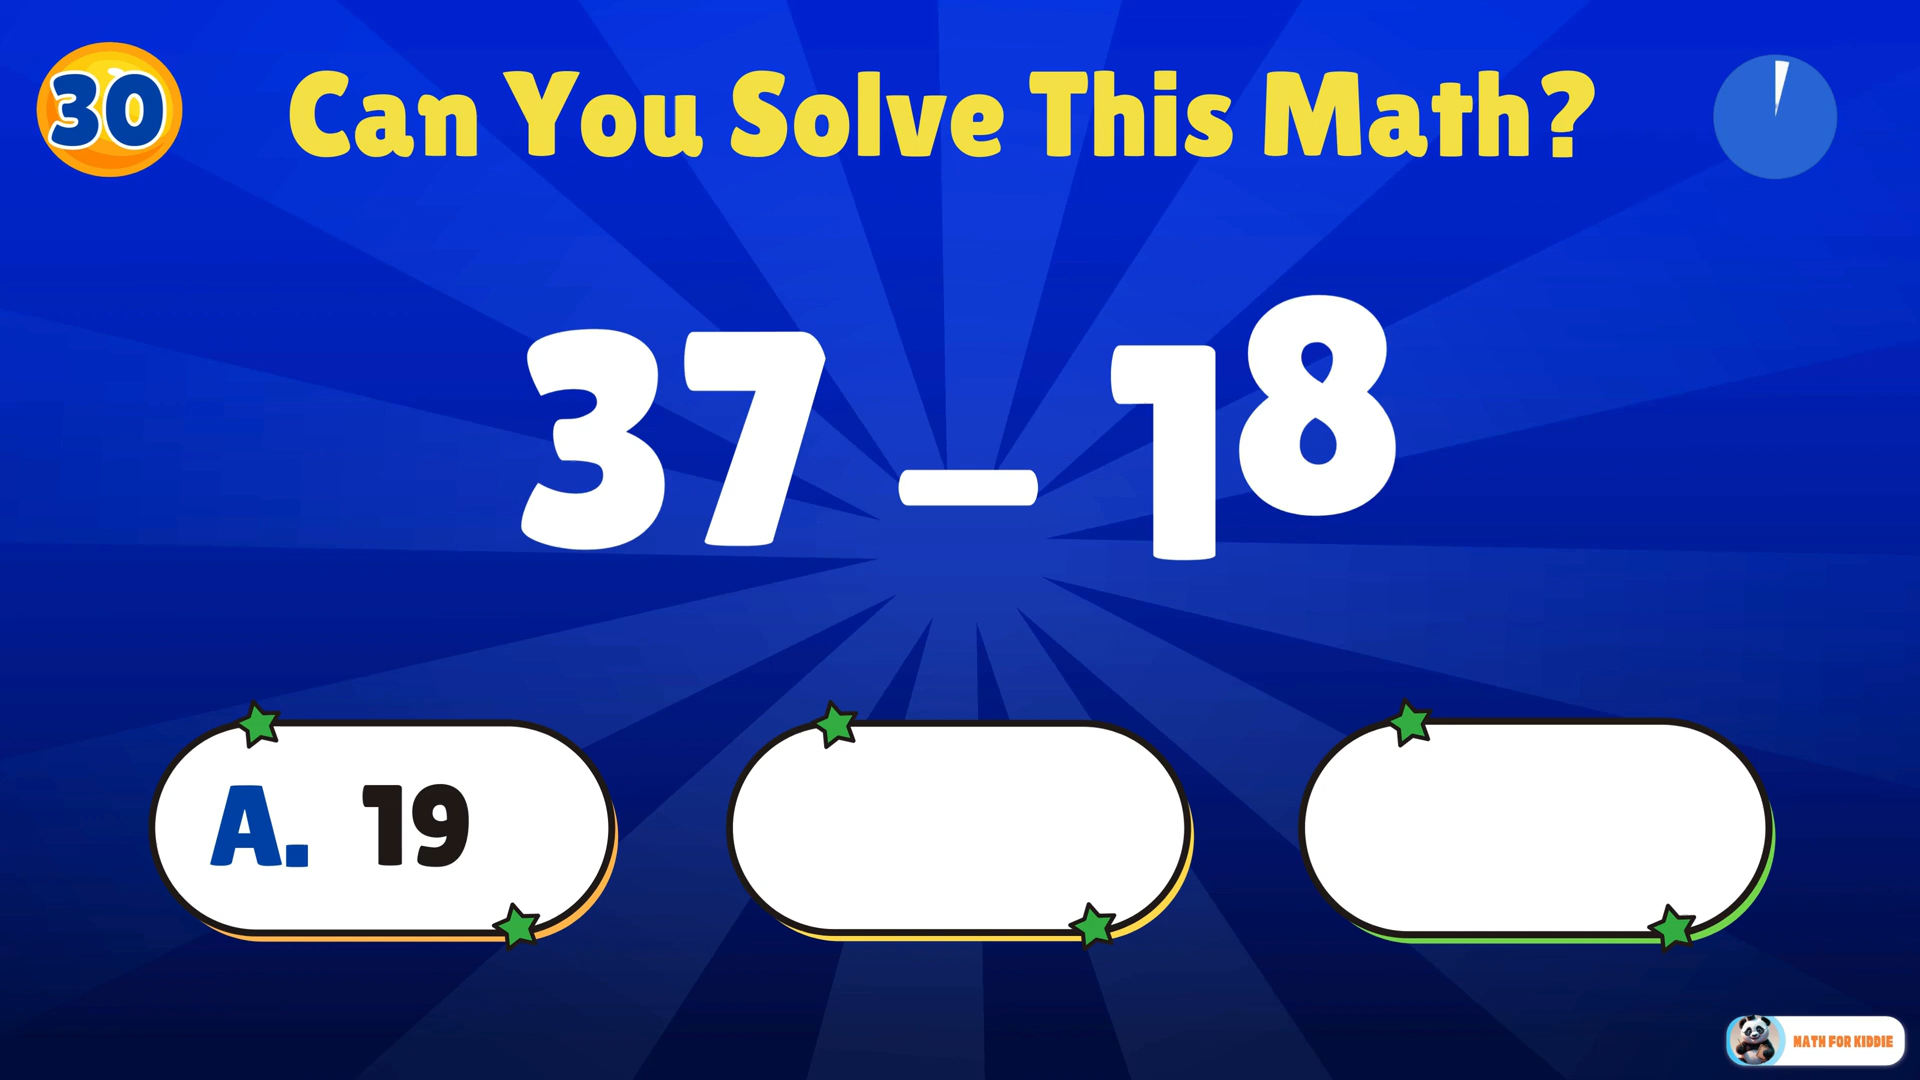 30
Can You Solve This Math?
37 – 18
A. 19
MATH FOR KIDDIE